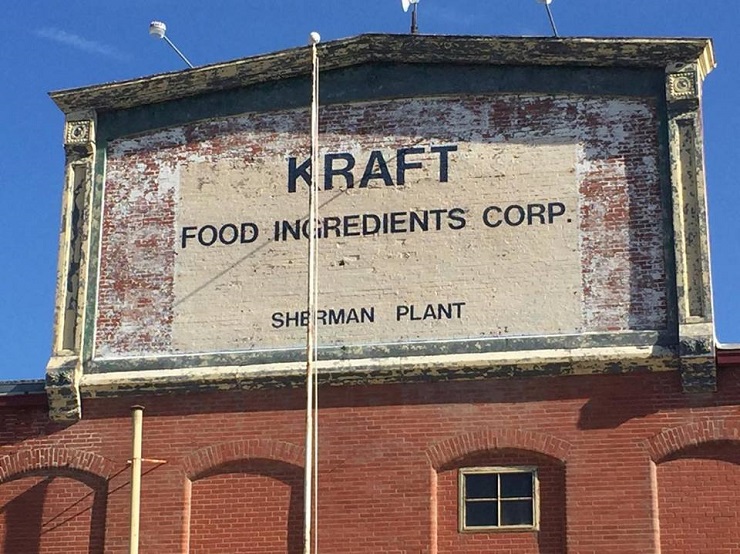 KRAFT
FOOD INGREDIENTS CORP.
SHERMAN PLANT